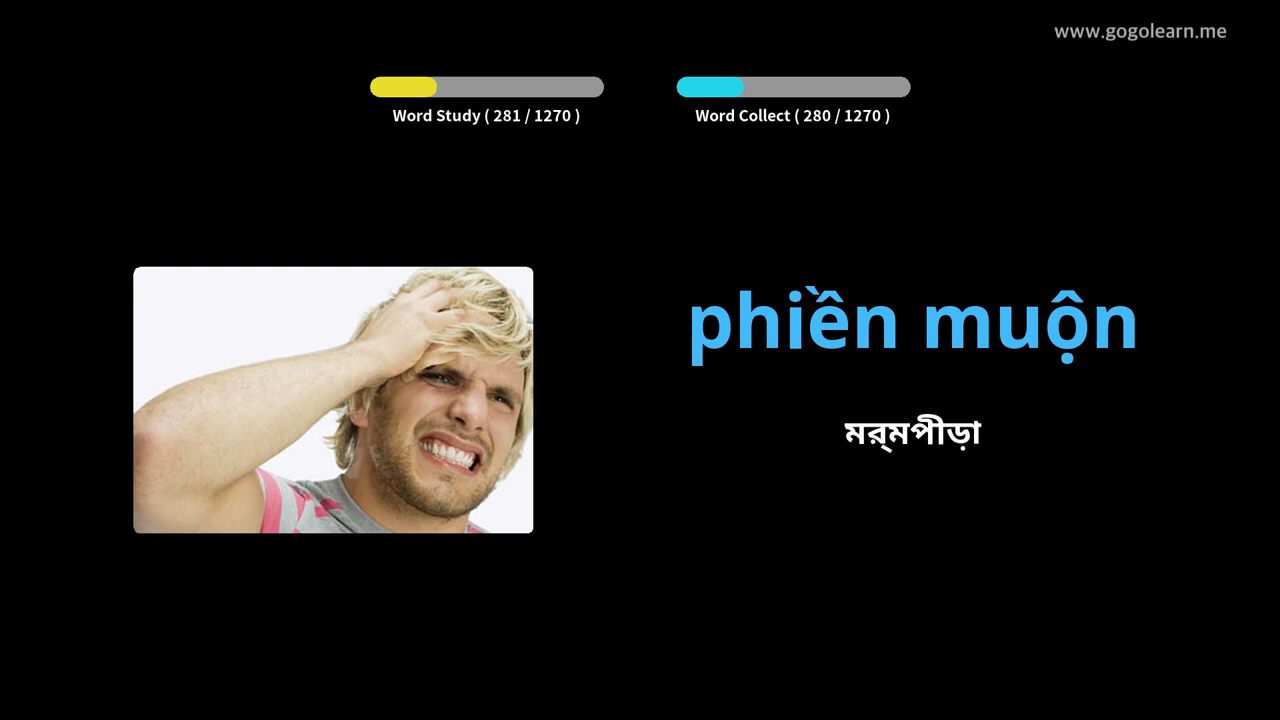 www.gogolearn.me
Word Study ( 281 / 1270 )
Word Collect ( 280 / 1270 )
phiền muộn
মর্‌মপীড়া